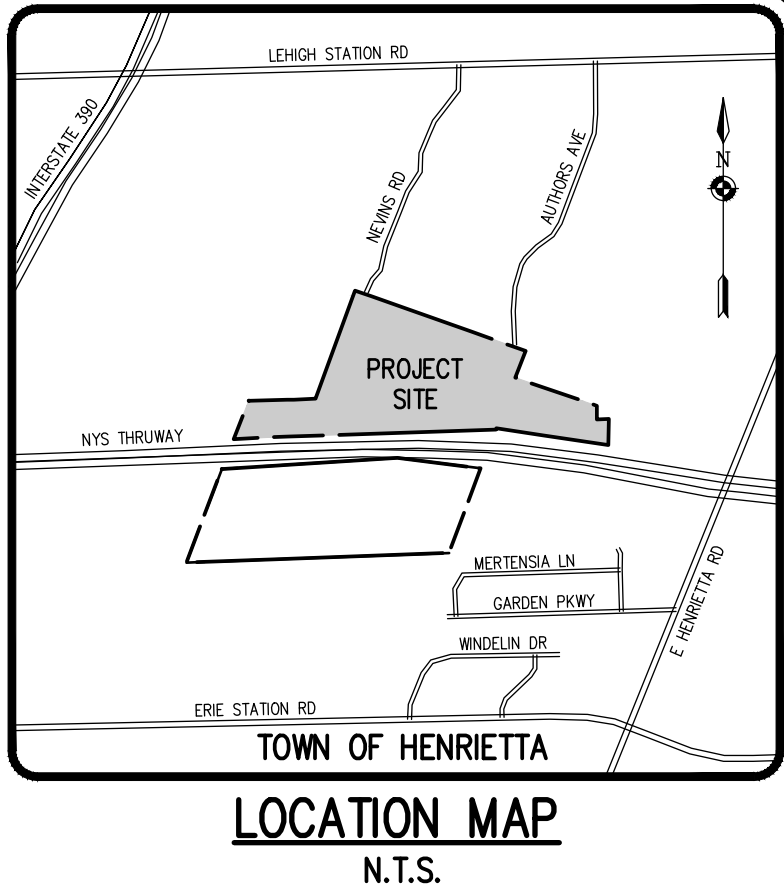 LEHIGH STATION RD
INTERSTATE 390
NEVINS RD
AUTHORS AVE
N
PROJECT
SITE
NYS THRUWAY
MERTENSIA LN
GARDEN PKWY
E HENRIETTA RD
WINDELIN DR
ERIE STATION RD
TOWN OF HENRIETTA
LOCATION MAP
N.T.S.